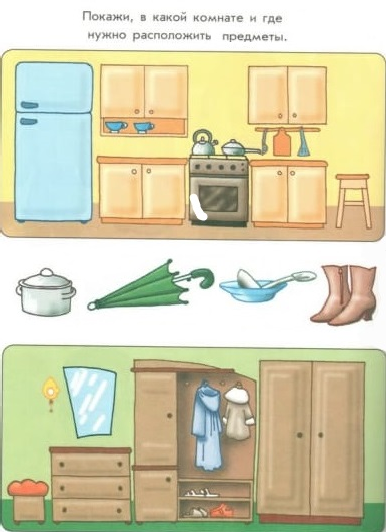 Покажи, в какой комнате и где
нужно расположить предметы.